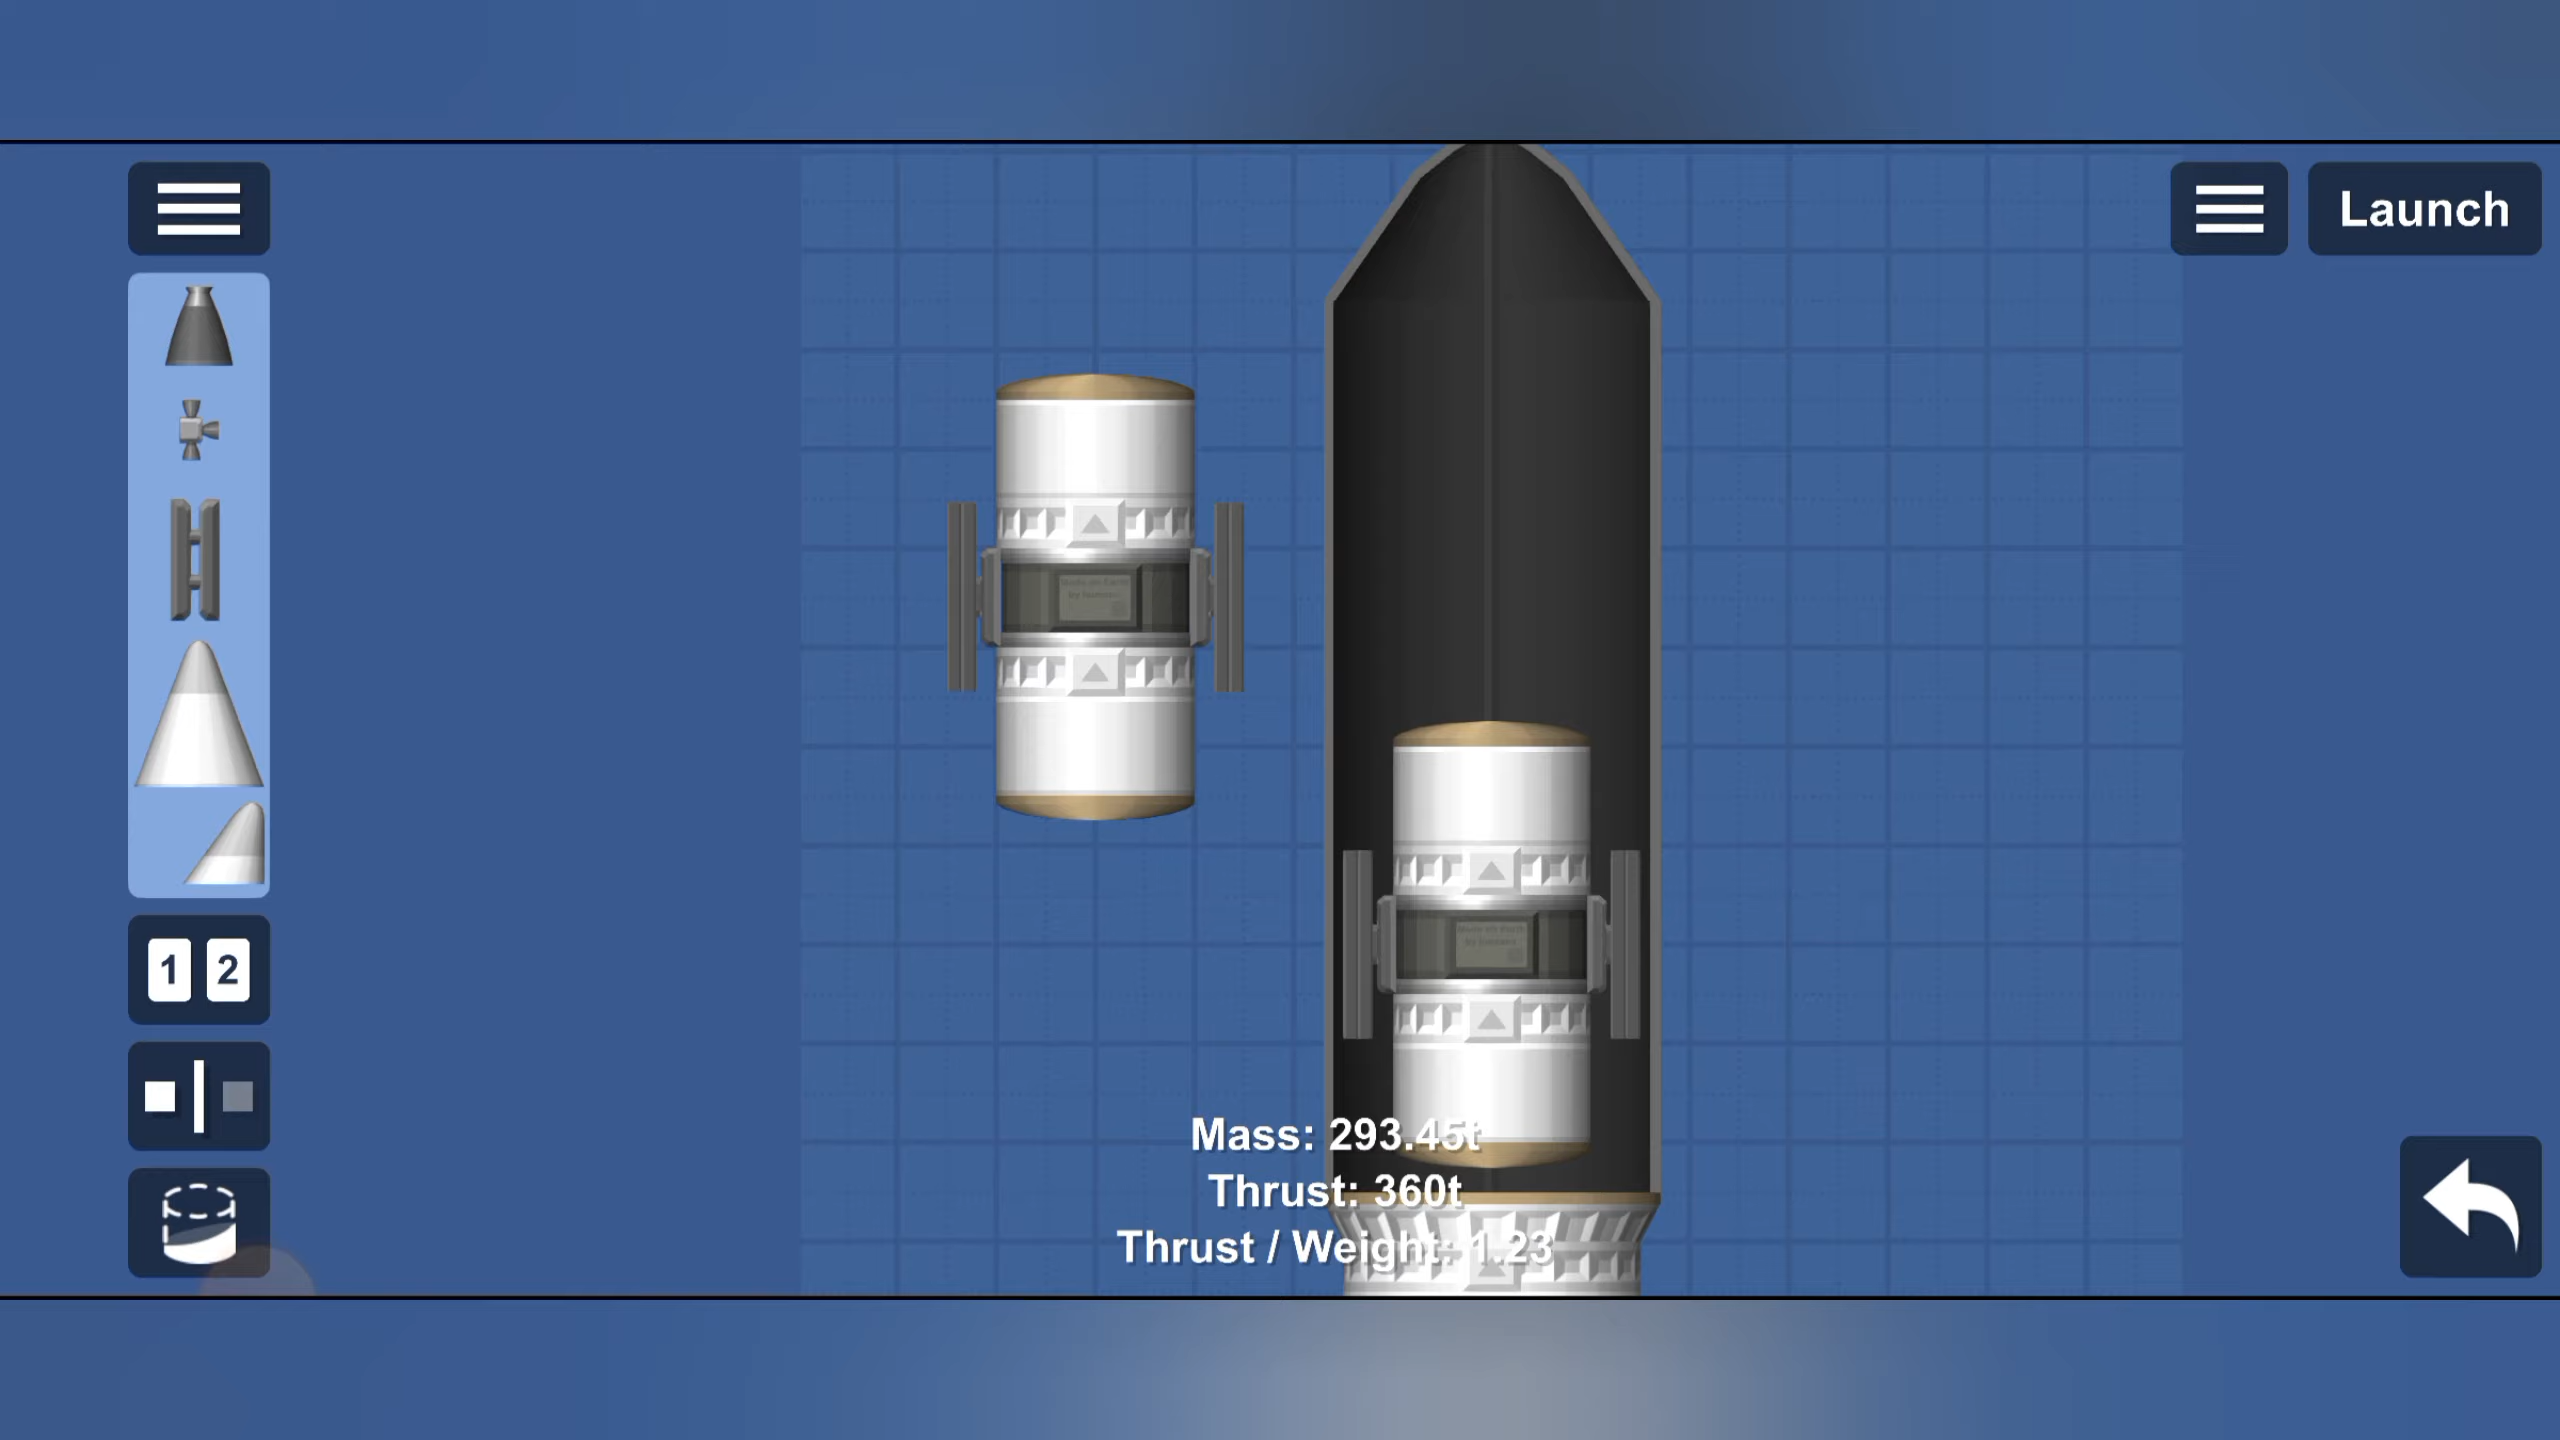 Launch
1 2
Mass: 293.45t
Thrust: 360t
Thrust / Weight: 1.23